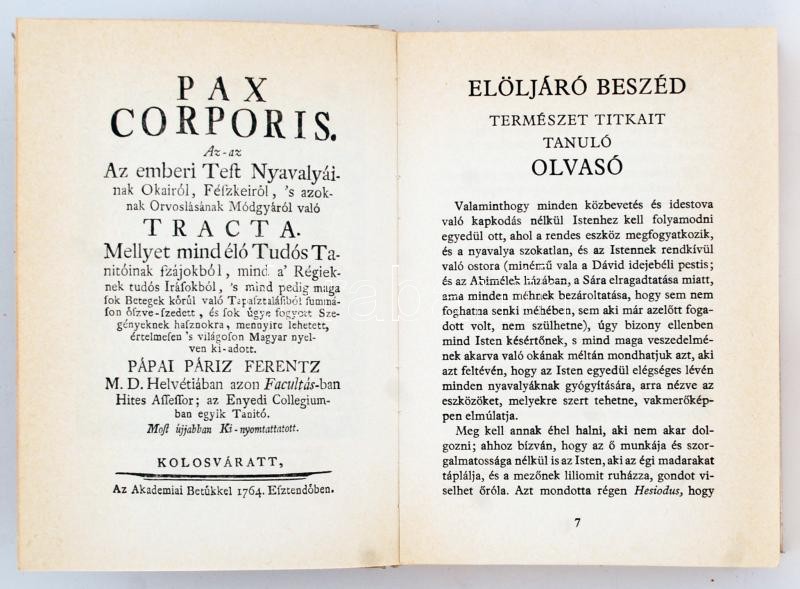 PAX
CORPORIS.
Az-az
Az emberi Teſt Nyavalyái-
nak Okairól, Féſzkeiről, 's azok-
nak Orvoslásának Módgyáról való
TRACTA.
Mellyet mind élő Tudós Ta-
nitóinak ſzájokból, mind a' Régiek-
nek tudós Iráſokból, 's mind pedig maga
ſok Betegek kőrűl való Tapaſztaláſiból ſumma-
ſon őſzve-ſzedett, és ſok űgye fogyott Sze-
gényeknek haſznokra, mennyire lehetett,
értelmeſen 's világoſon Magyar nyel-
ven ki-adott.
PÁPAI PÁRIZ FERENTZ
M. D. Helvétiában azon Facultás-ban
Hites Aſſeſſor; az Enyedi Collegium-
ban egyik Tanitó.
Moſt újjabban Ki-nyomtattatott.
KOLOSVÁRATT,
Az Akademiai Betűkkel 1764. Eſztendőben.
ELÖLJÁRÓ BESZÉD
TERMÉSZET TITKAIT
TANULÓ
OLVASÓ
Valaminthogy minden közbevetés és idestova
való kapkodás nélkül Istenhez kell folyamodni
egyedül ott, ahol a rendes eszköz megfogyatkozik,
és a nyavalya szokatlan, és az Istennek rendkívül
való ostora (minémű vala a Dávid idejebéli pestis;
és az Abimélek házában, a Sára elragadtatása miatt,
ama minden méhnek bezároltatása, hogy sem nem
foghatna senki méhében, sem aki már azelőtt foga-
dott volt, nem szülhetne), úgy bizony ellenben
mind Isten késértőnek, s mind maga veszedelmé-
nek akarva való okának méltán mondhatjuk azt, aki
azt feltévén, hogy az Isten egyedül elégséges lévén
minden nyavalyáknak gyógyítására, arra nézve az
eszközöket, melyekre szert tehetne, vakmerőkép-
pen elmúlatja.
Meg kell annak éhel halni, aki nem akar dol-
gozni; ahhoz bízván, hogy az ő munkája és szor-
galmatossága nélkül is az Isten, aki az égi madarakat
táplálja, és a mezőnek liliomit ruházza, gondot vi-
selhet őróla. Azt mondotta régen Hesiodus, hogy
7